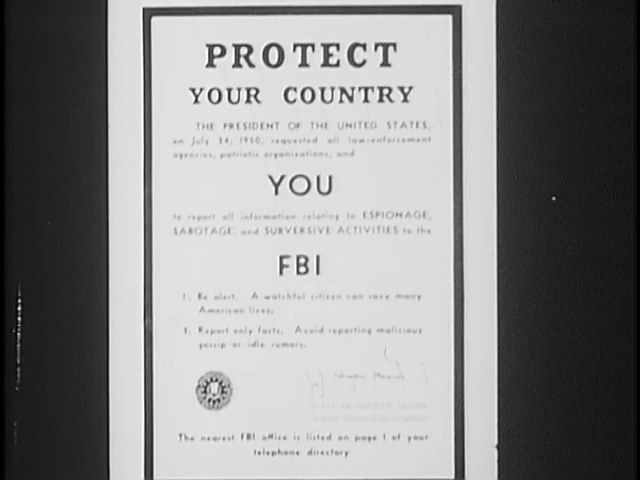 PROTECT
YOUR COUNTRY
THE PRESIDENT OF THE UNITED STATES,
on July 24, 1950, requested all law-enforcement
agencies, patriotic organizations, and
YOU
to report all information relating to ESPIONAGE,
SABOTAGE, and SUBVERSIVE ACTIVITIES to the
FBI
1. Be alert. A watchful citizen can save many
American lives.
Report only facts. Avoid reporting malicious
gossip or idle rumors.
The nearest FBI office is listed on page 1 of your
telephone directory